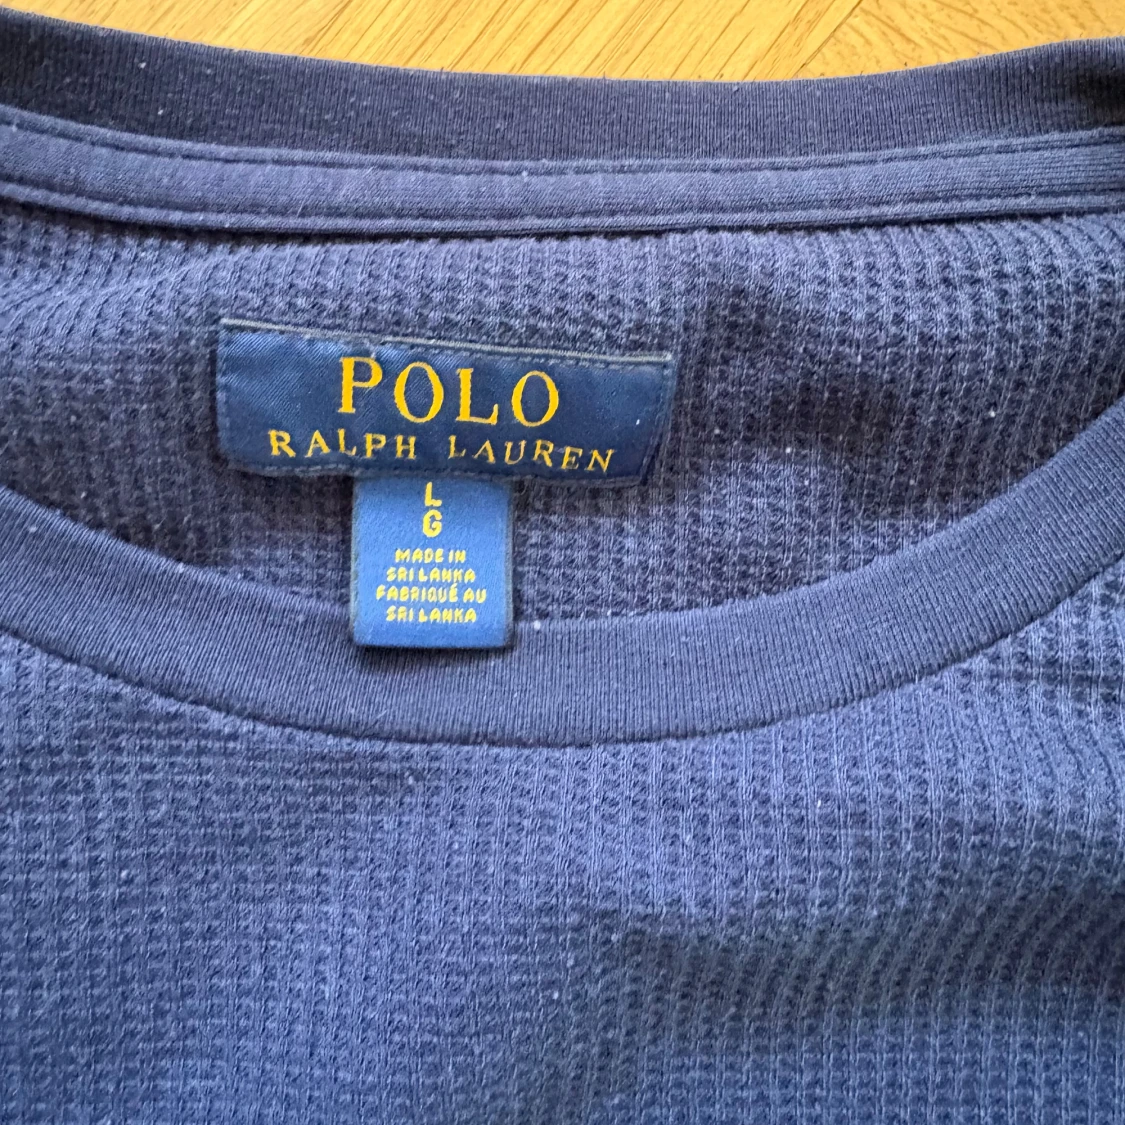 POLO
RALPH LAUREN
L
G
MADE IN
SRI LANKA
FABRIQUÉ AU
SRI LANKA